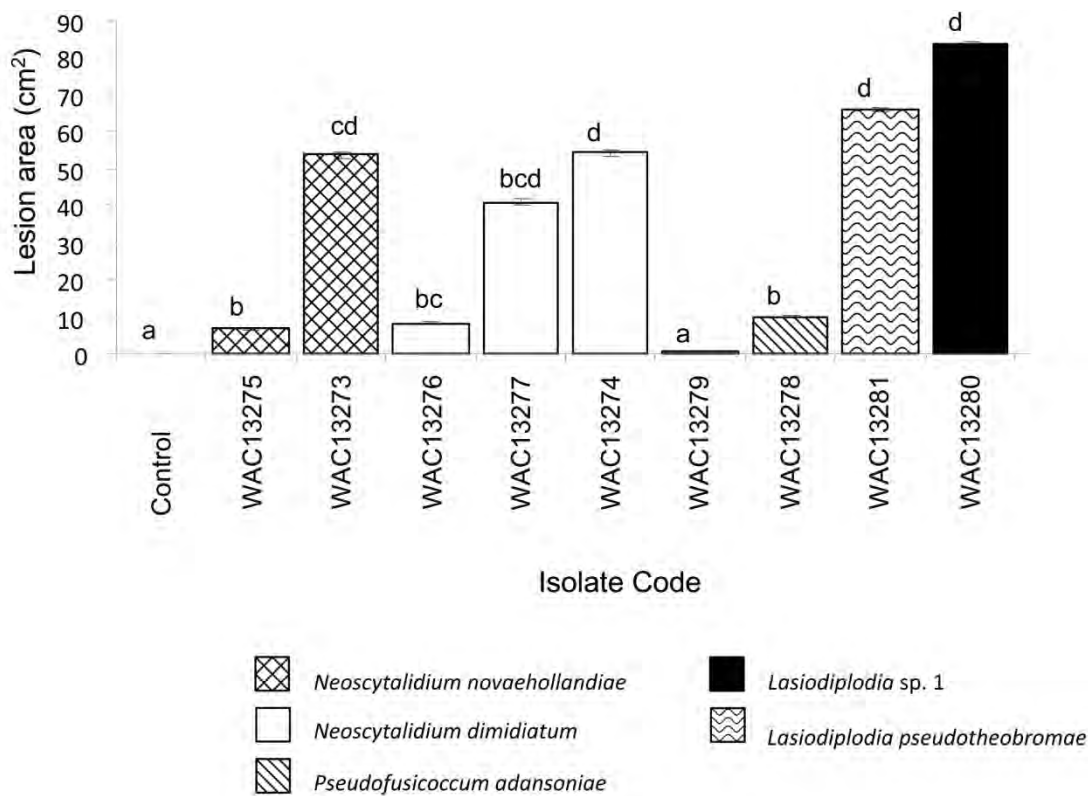 Lesion area (cm²)
90
80
70
60
50
40
30
20
10
0
a
b
cd
bc
bcd
d
a
b
d
d
Control
WAC13275
WAC13273
WAC13276
WAC13277
WAC13274
WAC13279
WAC13278
WAC13281
WAC13280
Isolate Code
Neoscytalidium novaehollandiae
Neoscytalidium dimidiatum
Pseudofusicoccum adansoniae
Lasiodiplodia sp. 1
Lasiodiplodia pseudotheobromae